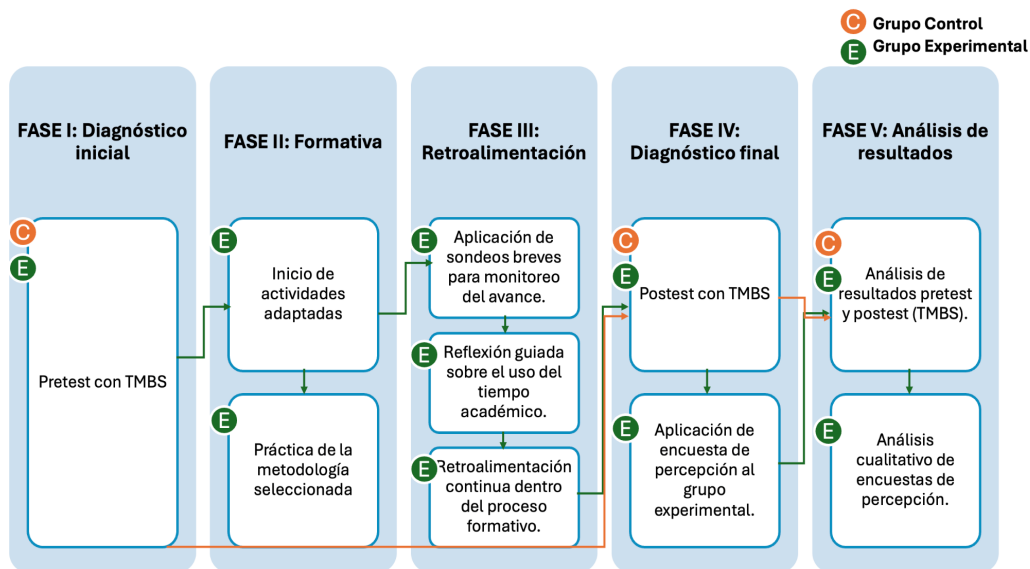 C Grupo Control
E Grupo Experimental
FASE I: Diagnóstico
inicial
C
E
Pretest con TMBS
FASE II: Formativa
E
Inicio de
actividades
adaptadas
E
Práctica de la
metodología
seleccionada
FASE III:
Retroalimentación
E
Aplicación de
sondeos breves
para monitoreo
del avance.
E
Reflexión guiada
sobre el uso del
tiempo
académico.
E
Retroalimentación
continua dentro
del proceso
formativo.
FASE IV:
Diagnóstico final
C
E
Postest con TMBS
E
Aplicación de
encuesta de
percepción al
grupo
experimental.
FASE V: Análisis de
resultados
C
E
Análisis de
resultados pretest
y postest (TMBS).
E
Análisis
cualitativo de
encuestas de
percepción.